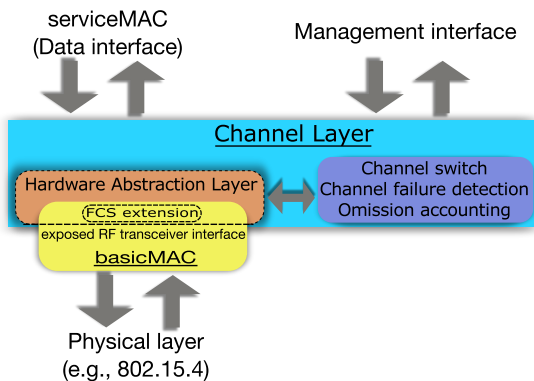 serviceMAC
(Data interface)
Management interface
Channel Layer
Hardware Abstraction Layer
FCS extension
exposed RF transceiver interface
basicMAC
Channel switch
Channel failure detection
Omission accounting
Physical layer
(e.g., 802.15.4)